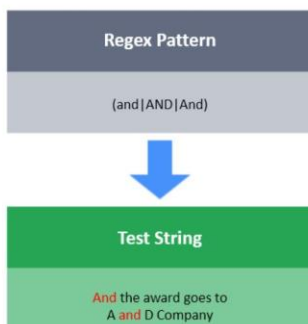 Regex Pattern
(and|AND|And)
Test String
And the award goes to
A and D Company